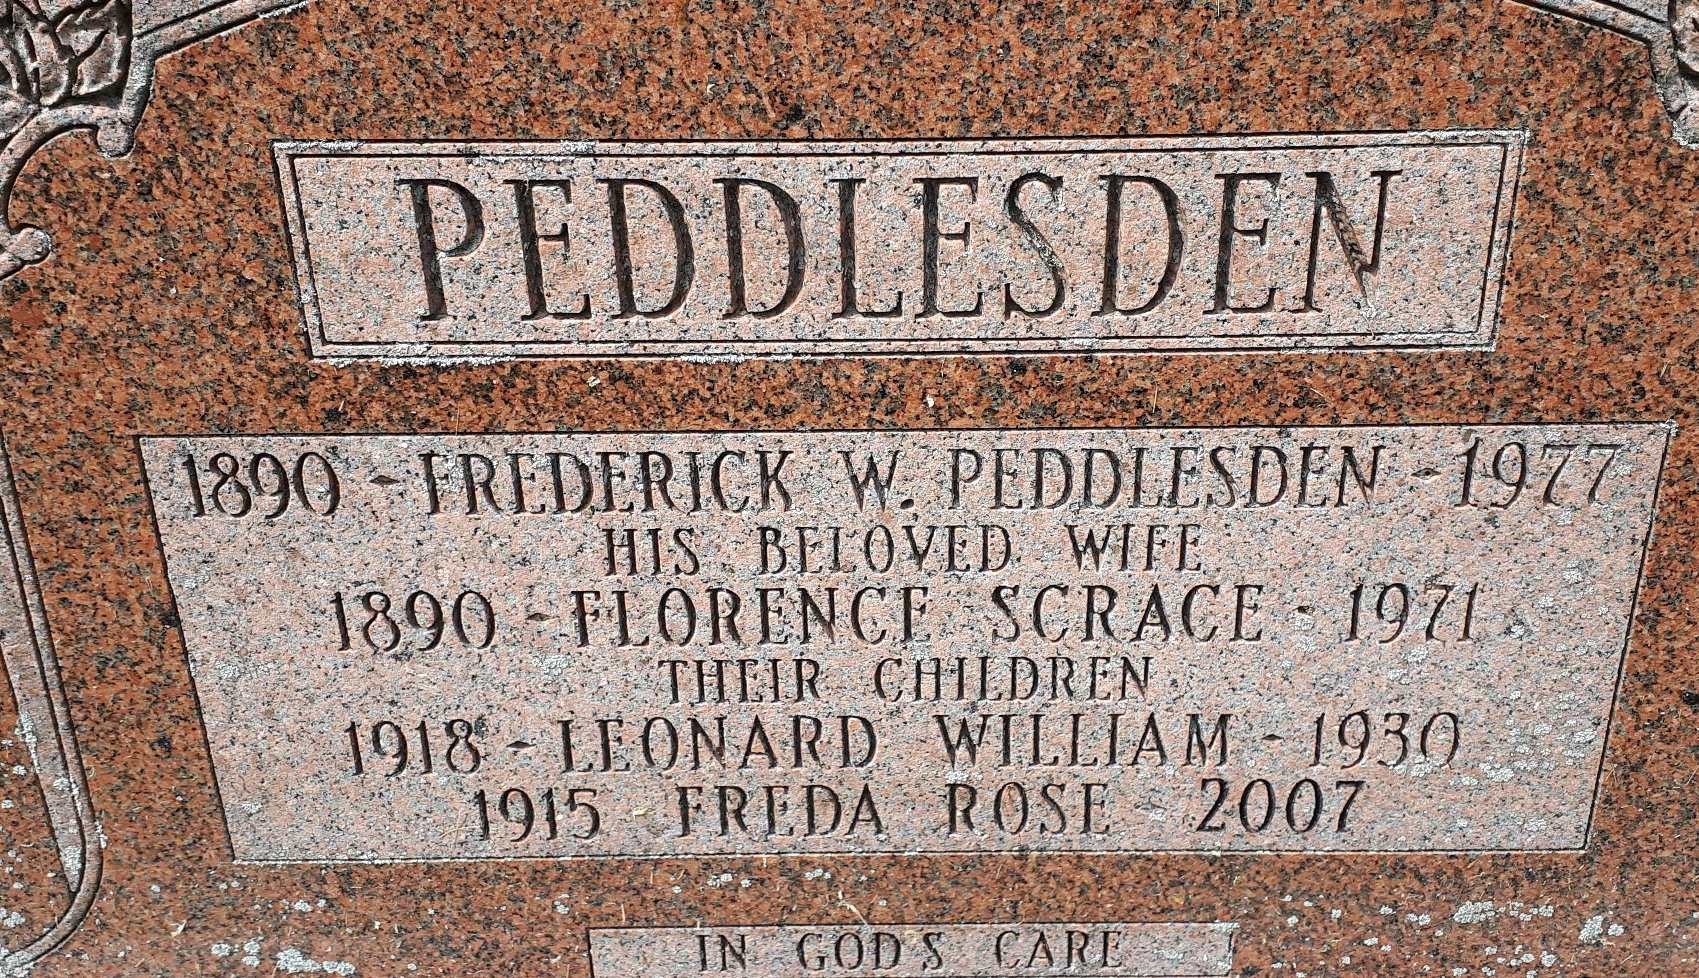 PEDDLESDEN
1890 - FREDERICK W. PEDDLESDEN - 1977
HIS BELOVED WIFE
1890 - FLORENCE SCRACE - 1971
THEIR CHILDREN
1918 - LEONARD WILLIAM - 1930
1915 FREDA ROSE - 2007
IN GOD'S CARE